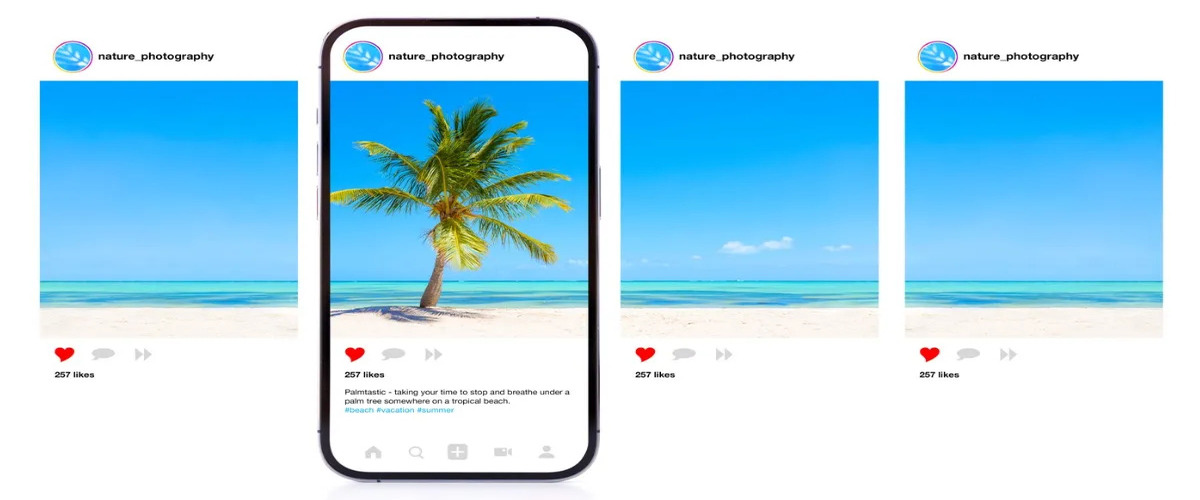 nature_photography
nature_photography
nature_photography
nature_photography
257 likes
257 likes
257 likes
257 likes
Palmtastic - taking your time to stop and breathe under a
palm tree somewhere on a tropical beach.
#beach #vacation #summer